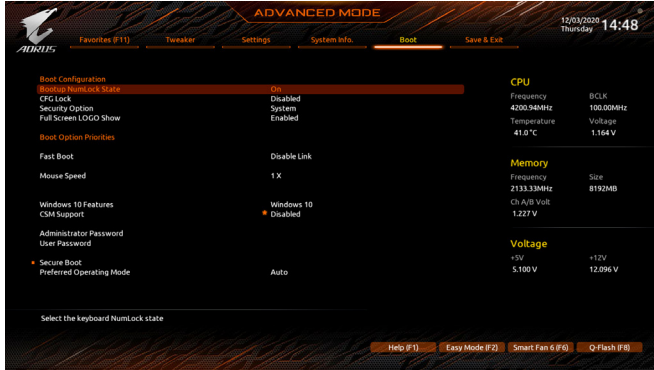 ADVANCED MODE
12/03/2020 Thursday 14:48
AORUS
Favorites (F11) Tweaker Settings System Info. Boot Save & Exit
Boot Configuration
Bootup NumLock State On
CFG Lock Disabled
Security Option System
Full Screen LOGO Show Enabled
Boot Option Priorities
Fast Boot Disable Link
Mouse Speed 1 X
Windows 10 Features Windows 10
CSM Support Disabled
Administrator Password
User Password
Secure Boot
Preferred Operating Mode Auto
CPU
Frequency BCLK
4200.94MHz 100.00MHz
Temperature Voltage
41.0 °C 1.164 V
Memory
Frequency Size
2133.33MHz 8192MB
Ch A/B Volt
1.227 V
Voltage
+5V +12V
5.100 V 12.096 V
Select the keyboard NumLock state
Help (F1) Easy Mode (F2) Smart Fan 6 (F6) Q-Flash (F8)